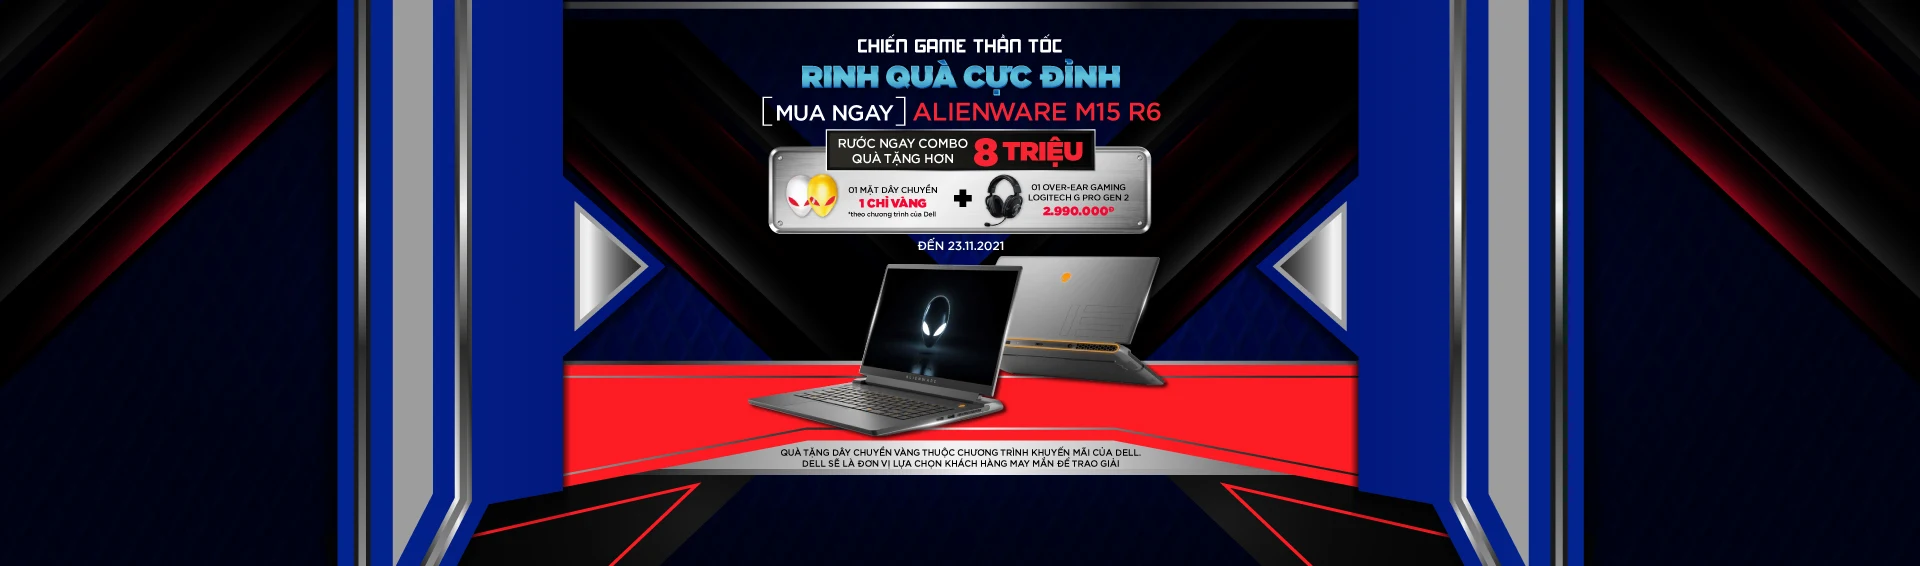 CHIẾN GAME THẦN TỐC
RINH QUÀ CỰC ĐỈNH
[MUA NGAY] ALIENWARE M15 R6
RƯỚC NGAY COMBO
QUÀ TẶNG HƠN
8 TRIỆU
01 MẶT DÂY CHUYỀN
1 CHỈ VÀNG
*theo chương trình của Dell
+
01 OVER-EAR GAMING
LOGITECH G PRO GEN 2
2.990.000Đ
ĐẾN 23.11.2021
ALIENWARE
QUÀ TẶNG DÂY CHUYỀN VÀNG THUỘC CHƯƠNG TRÌNH KHUYẾN MÃI CỦA DELL.
DELL SẼ LÀ ĐƠN VỊ LỰA CHỌN KHÁCH HÀNG MAY MẮN ĐỂ TRAO GIẢI